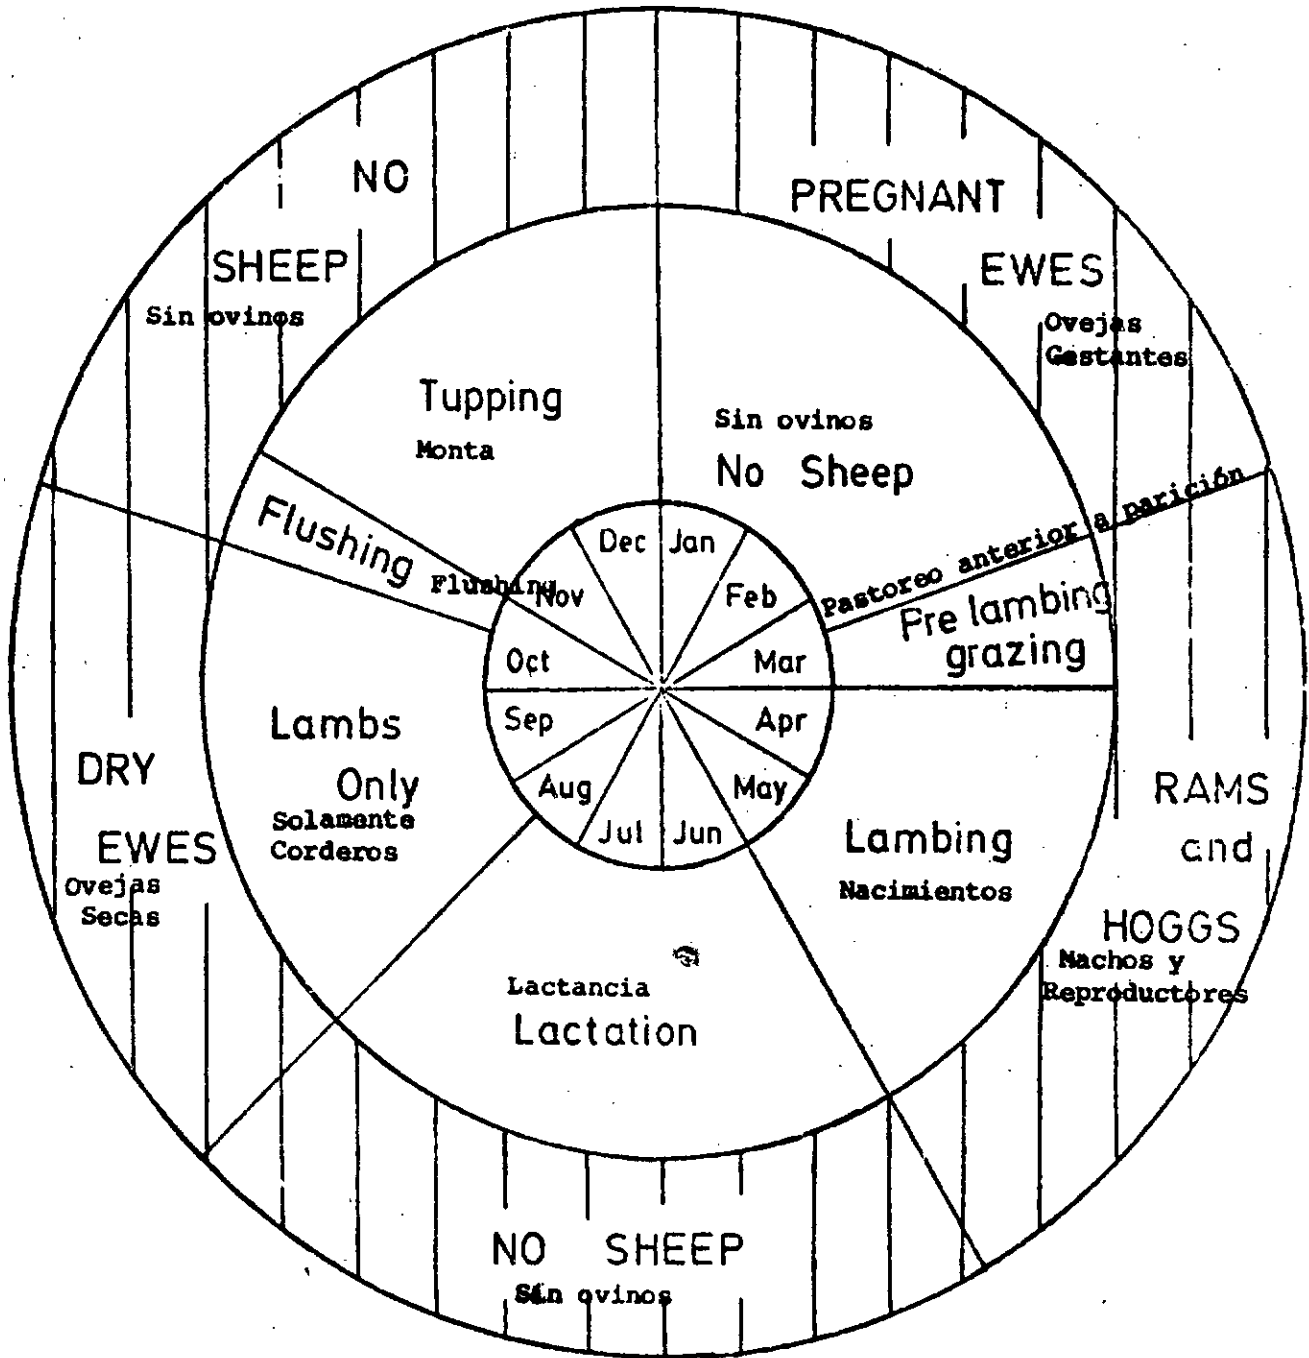 NO
SHEEP
Sin ovinos
PREGNANT
EWES
Ovejas
Gestantes
Tupping
Monta
Sin ovinos
No Sheep
Flushing
Flushing
Pastoreo anterior a parición
Pre lambing
grazing
Dec
Jan
Nov
Feb
Oct
Mar
Sep
Apr
Aug
May
Jul
Jun
Lambs
Only
Solamente
Corderos
DRY
EWES
Ovejas
Secas
Lambing
Nacimientos
RAMS
and
HOGGS
Machos y
Reproductores
Lactancia
Lactation
NO SHEEP
Sin ovinos